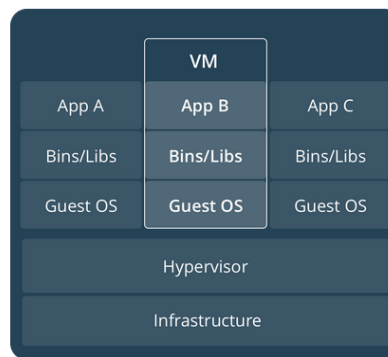 VM
App A App B App C
Bins/Libs Bins/Libs Bins/Libs
Guest OS Guest OS Guest OS
Hypervisor
Infrastructure